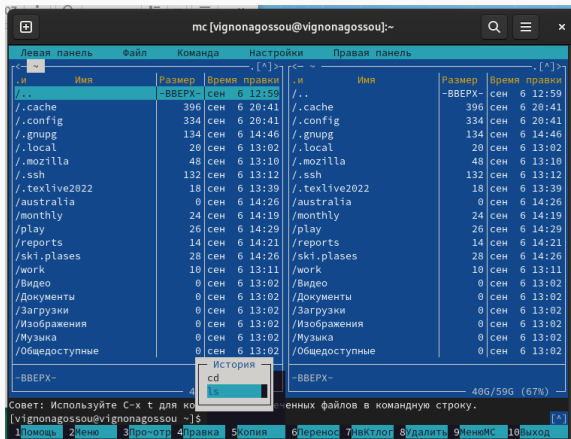 mc [vignonagossou@vignonagossou]:~
Левая панель Файл Команда Настройки Правая панель
<— ~ .[^]>
.и Имя Размер Время правки
/.. -ВВЕРХ- сен 6 12:59
/.cache 396 сен 6 20:41
/.config 334 сен 6 20:41
/.gnupg 134 сен 6 14:46
/.local 20 сен 6 13:02
/.mozilla 48 сен 6 13:10
/.ssh 132 сен 6 13:12
/.texlive2022 18 сен 6 13:39
/australia 0 сен 6 14:26
/monthly 24 сен 6 14:19
/play 26 сен 6 14:29
/reports 14 сен 6 14:21
/ski.plases 28 сен 6 14:26
/work 10 сен 6 13:11
/Видео 0 сен 6 13:02
/Документы 0 сен 6 13:02
/Загрузки 0 сен 6 13:02
/Изображения 0 сен 6 13:02
/Музыка 0 сен 6 13:02
/Общедоступные 0 сен 6 13:02
-ВВЕРХ-
<— ~ .[^]>
.и Имя Размер Время правки
/.. -ВВЕРХ- сен 6 12:59
/.cache 396 сен 6 20:41
/.config 334 сен 6 20:41
/.gnupg 134 сен 6 14:46
/.local 20 сен 6 13:02
/.mozilla 48 сен 6 13:10
/.ssh 132 сен 6 13:12
/.texlive2022 18 сен 6 13:39
/australia 0 сен 6 14:26
/monthly 24 сен 6 14:19
/play 26 сен 6 14:29
/reports 14 сен 6 14:21
/ski.plases 28 сен 6 14:26
/work 10 сен 6 13:11
/Видео 0 сен 6 13:02
/Документы 0 сен 6 13:02
/Загрузки 0 сен 6 13:02
/Изображения 0 сен 6 13:02
/Музыка 0 сен 6 13:02
/Общедоступные 0 сен 6 13:02
-ВВЕРХ-
40G/59G (67%)
История
cd
ls
Совет: Используйте C-x t для ко ченных файлов в командную строку.
[vignonagossou@vignonagossou ~]$ [^]
1Помощь 2Меню 3Про~отр 4Правка 5Копия 6Перенос 7НвКтлог 8Удалить 9МенюMC 10Выход